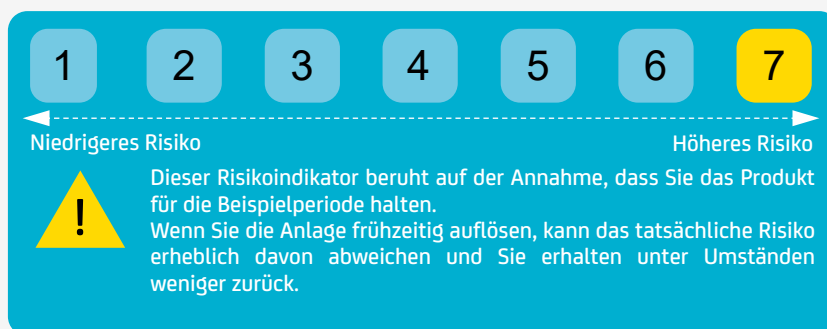 1 2 3 4 5 6 7
Niedrigeres Risiko Höheres Risiko
! Dieser Risikoindikator beruht auf der Annahme, dass Sie das Produkt
für die Beispielperiode halten.
Wenn Sie die Anlage frühzeitig auflösen, kann das tatsächliche Risiko
erheblich davon abweichen und Sie erhalten unter Umständen
weniger zurück.